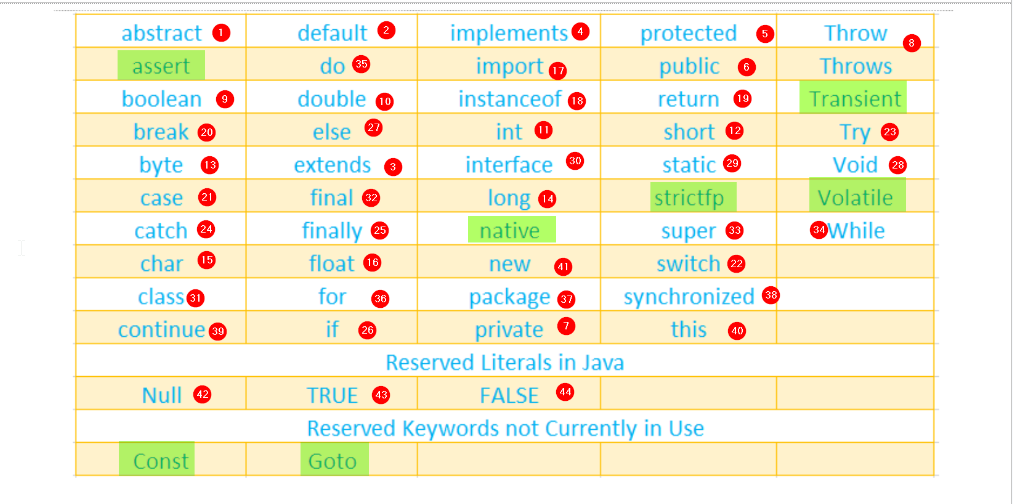 abstract 1 default 2 implements 4 protected 5 Throw 8
assert do 35 import 17 public 6 Throws
boolean 9 double 10 instanceof 18 return 19 Transient
break 20 else 27 int 11 short 12 Try 23
byte 13 extends 3 interface 30 static 29 Void 28
case 21 final 32 long 14 strictfp Volatile
catch 24 finally 25 native super 33 34 While
char 15 float 16 new 41 switch 22
class 31 for 36 package 37 synchronized 38
continue 39 if 26 private 7 this 40
Reserved Literals in Java
Null 42 TRUE 43 FALSE 44
Reserved Keywords not Currently in Use
Const Goto